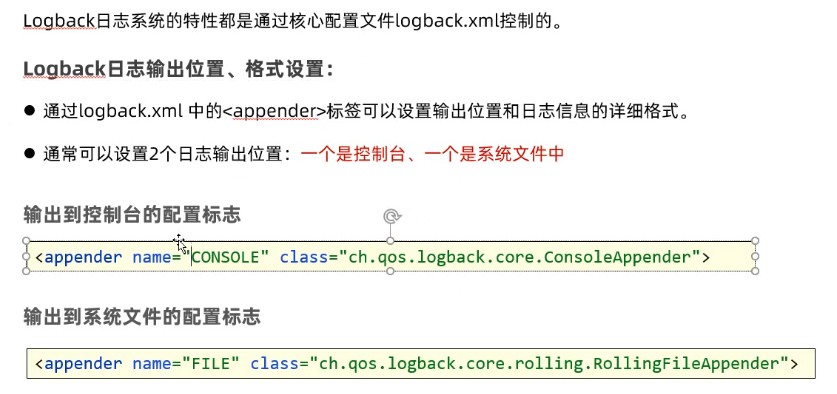 Logback日志系统的特性都是通过核心配置文件logback.xml控制的。
Logback日志输出位置、格式设置：
● 通过logback.xml 中的<appender>标签可以设置输出位置和日志信息的详细格式。
● 通常可以设置2个日志输出位置：一个是控制台、一个是系统文件中
输出到控制台的配置标志
<appender name="CONSOLE" class="ch.qos.logback.core.ConsoleAppender">
输出到系统文件的配置标志
<appender name="FILE" class="ch.qos.logback.core.rolling.RollingFileAppender">